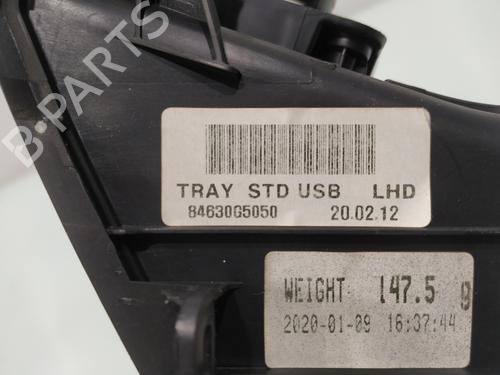 B-PARTS
TRAY STD USB LHD
84630G5050 20.02.12
WEIGHT: 147.5 g
2020-01-09 16:37:44